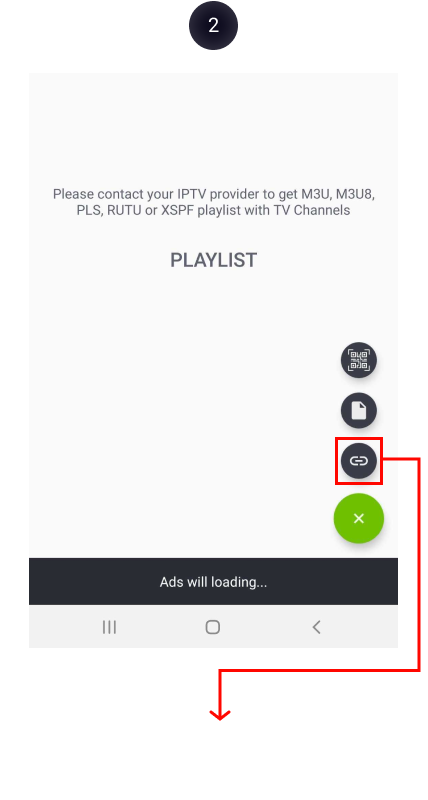 2
Please contact your IPTV provider to get M3U, M3U8,
PLS, RUTU or XSPF playlist with TV Channels
PLAYLIST
Ads will loading...